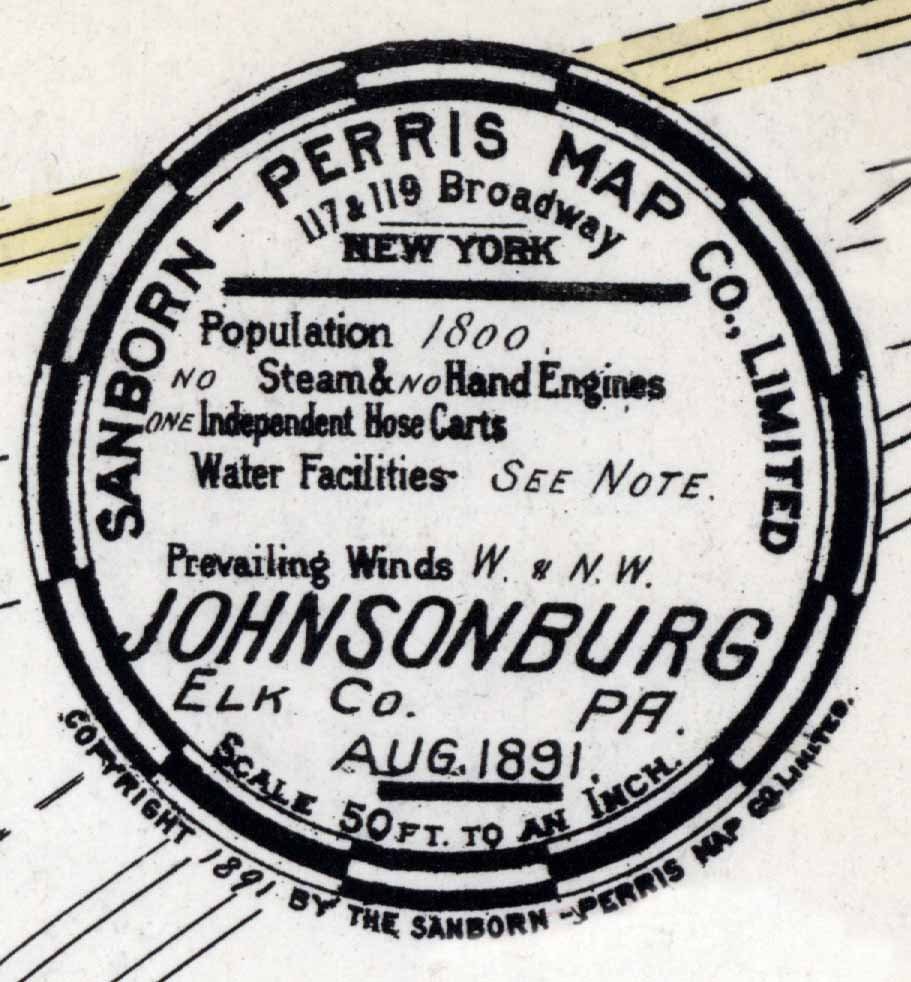 SANBORN - PERRIS MAP CO., LIMITED
117 & 119 Broadway
NEW YORK
Population 1800.
NO Steam & NO Hand Engines
ONE Independent Hose Carts
Water Facilities- SEE NOTE.
Prevailing Winds W. & N.W.
JOHNSONBURG
ELK CO. PA.
AUG. 1891.
SCALE 50 FT. TO AN INCH.
COPYRIGHT 1891 BY THE SANBORN - PERRIS MAP CO. LIMITED.